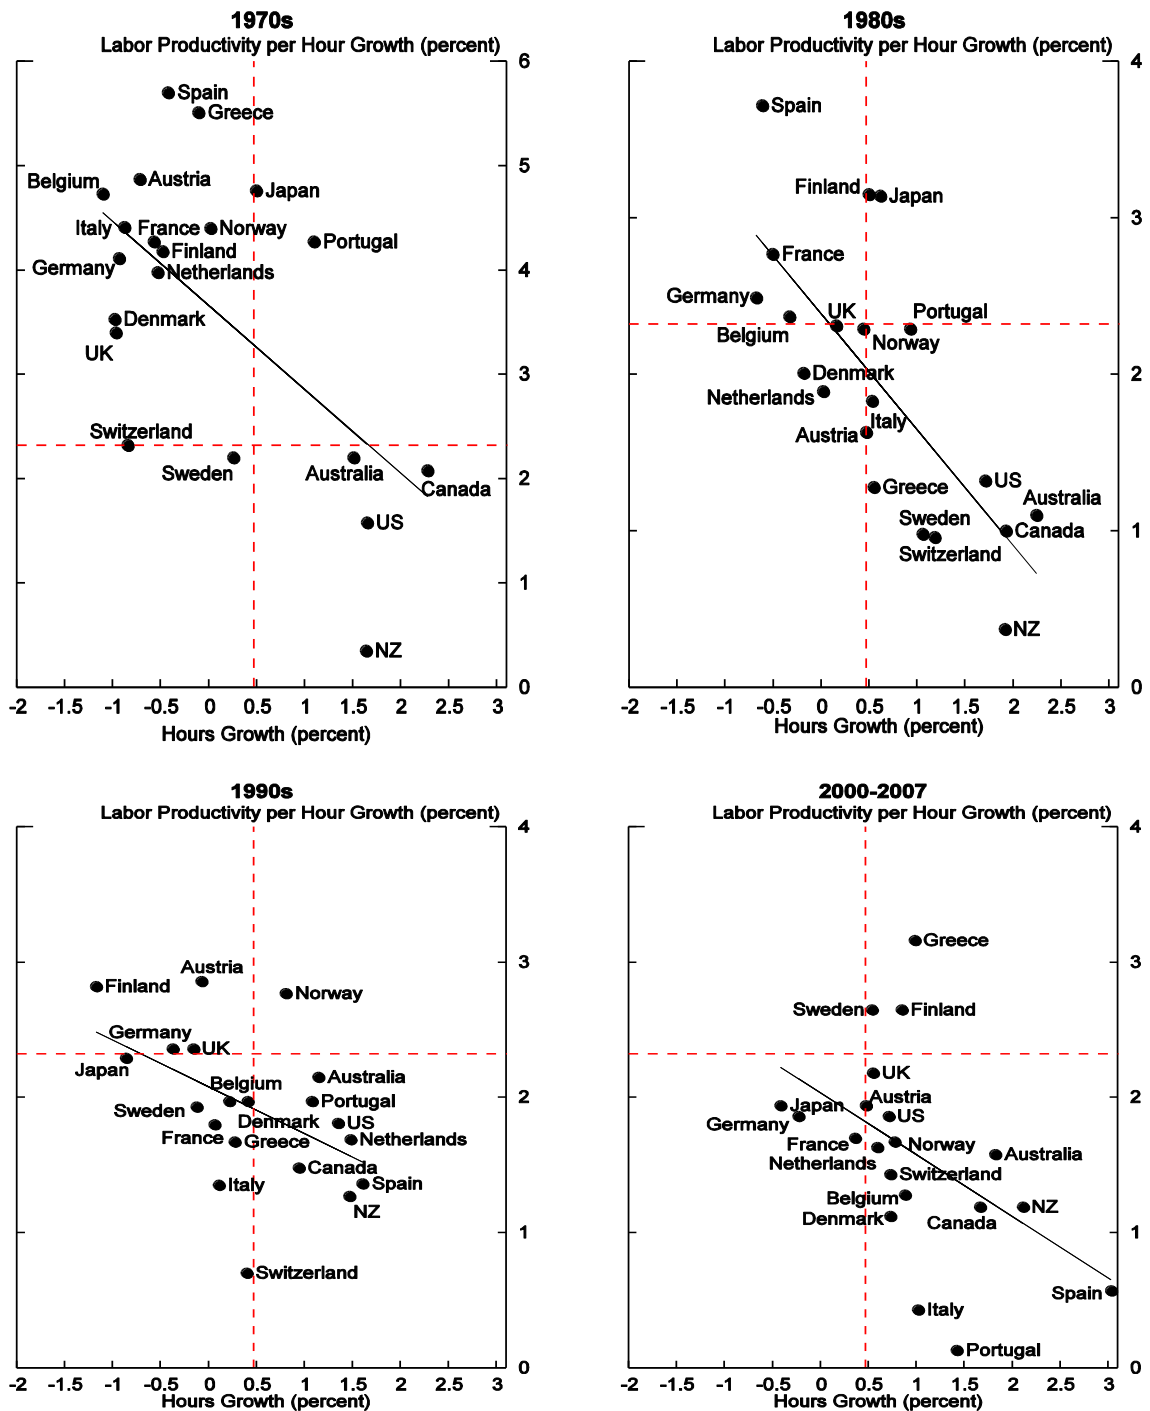 1970s
Labor Productivity per Hour Growth (percent)
6
5
4
3
2
1
0
Spain
Greece
Belgium
Austria
Japan
Italy
France
Norway
Portugal
Finland
Germany
Netherlands
Denmark
UK
Switzerland
Sweden
Australia
Canada
US
NZ
-2 -1.5 -1 -0.5 0 0.5 1 1.5 2 2.5 3
Hours Growth (percent)
1980s
Labor Productivity per Hour Growth (percent)
4
3
2
1
0
Spain
Finland
Japan
France
Germany
UK
Portugal
Belgium
Norway
Denmark
Netherlands
Italy
Austria
Greece
US
Australia
Sweden
Canada
Switzerland
NZ
-2 -1.5 -1 -0.5 0 0.5 1 1.5 2 2.5 3
Hours Growth (percent)
1990s
Labor Productivity per Hour Growth (percent)
4
3
2
1
0
Austria
Finland
Norway
Germany
UK
Japan
Australia
Belgium
Portugal
Sweden
Denmark
US
France
Greece
Netherlands
Canada
Italy
Spain
NZ
Switzerland
-2 -1.5 -1 -0.5 0 0.5 1 1.5 2 2.5 3
Hours Growth (percent)
2000-2007
Labor Productivity per Hour Growth (percent)
4
3
2
1
0
Greece
Sweden
Finland
UK
Austria
Japan
Germany
US
France
Norway
Australia
Netherlands
Switzerland
Belgium
Denmark
Canada
NZ
Spain
Italy
Portugal
-2 -1.5 -1 -0.5 0 0.5 1 1.5 2 2.5 3
Hours Growth (percent)